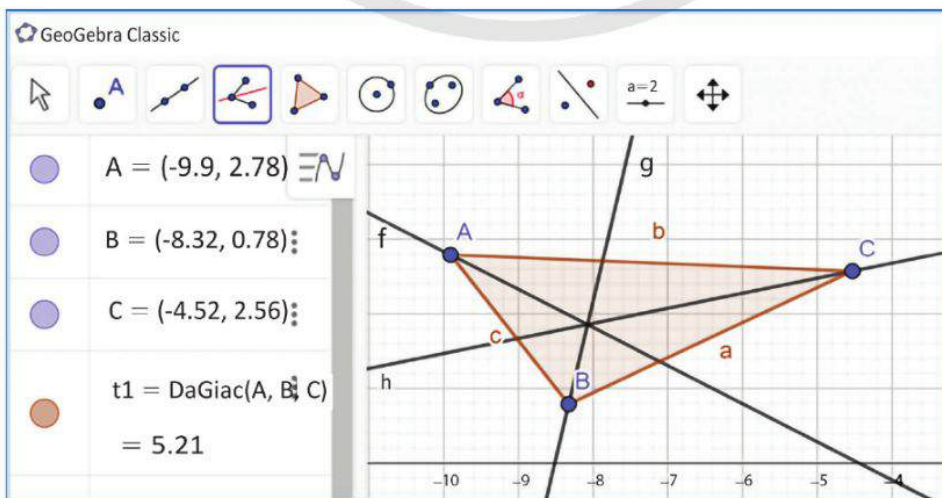 GeoGebra Classic
A
α
a=2
A = (-9.9, 2.78)
B = (-8.32, 0.78)
C = (-4.52, 2.56)
t1 = DaGiac(A, B, C)
= 5.21
g
f
A
b
C
c
a
h
B
-10 -9 -8 -7 -6 -5 -4